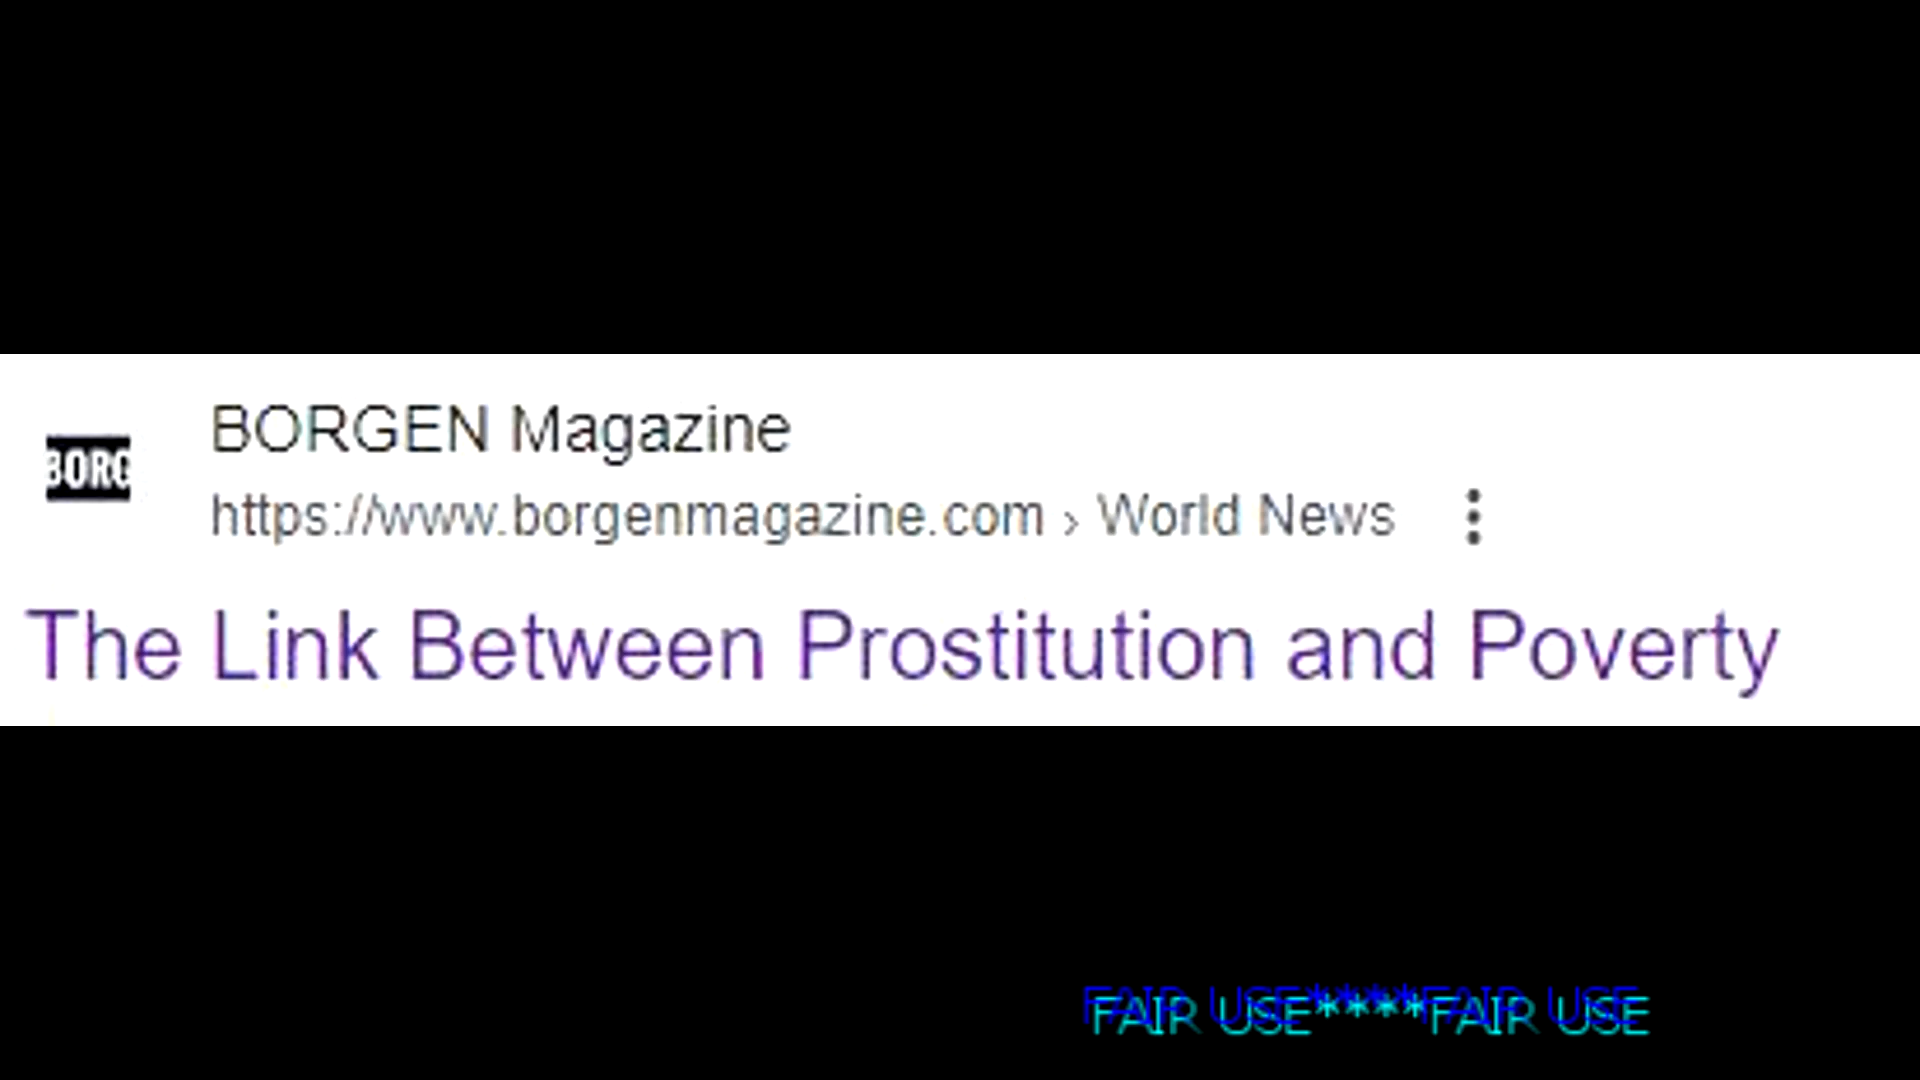 BORG
BORGEN Magazine
https://www.borgenmagazine.com › World News
The Link Between Prostitution and Poverty
FAIR USE****FAIR USE